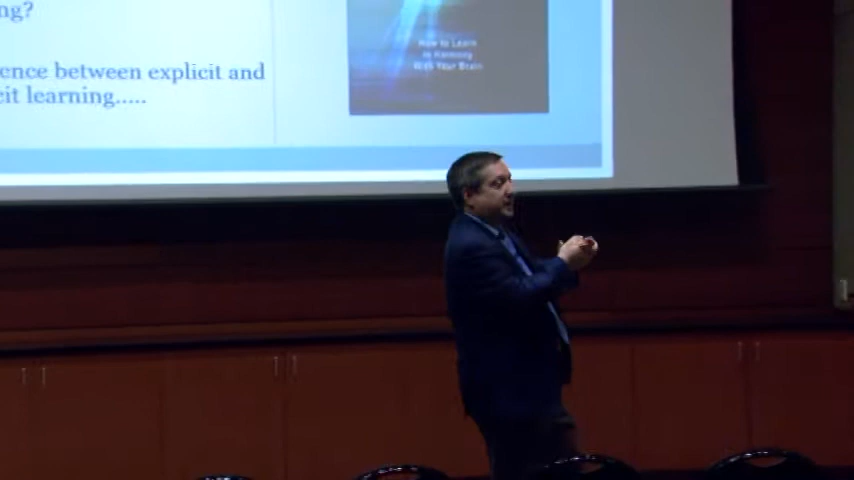 ng?
ence between explicit and
cit learning.....
How to Learn
in Harmony
With Your Brain